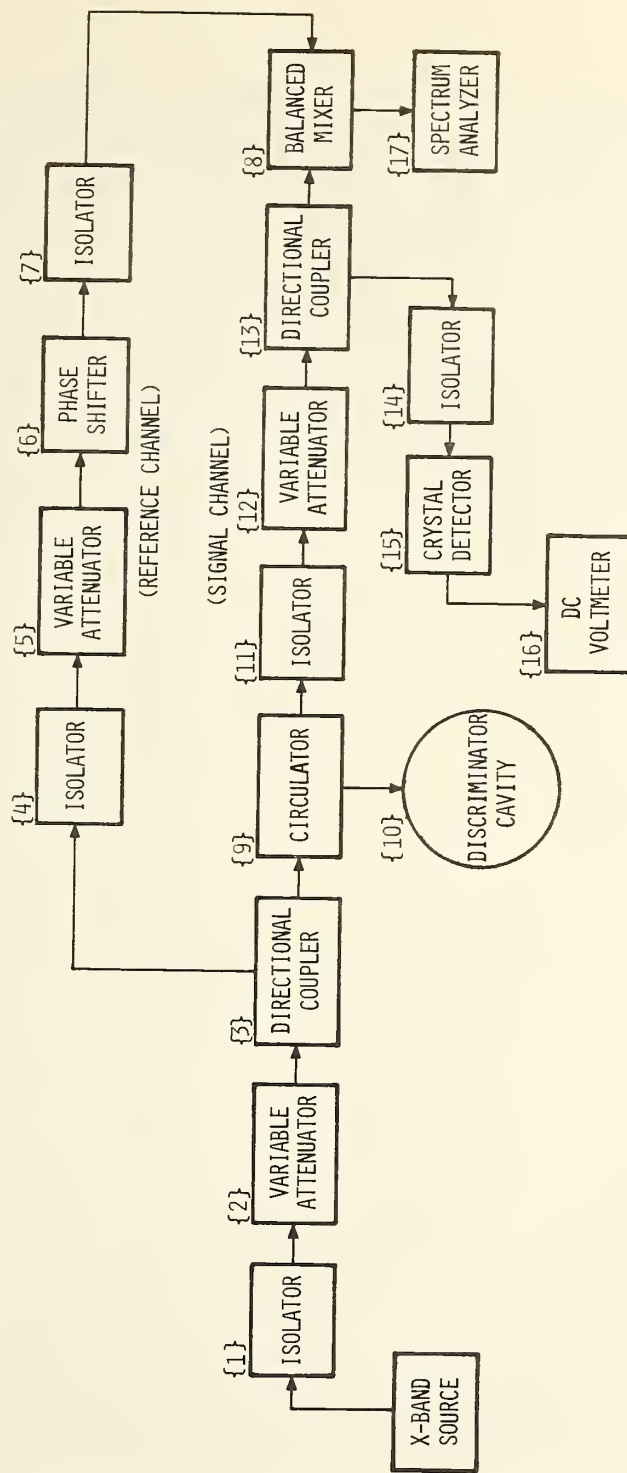 {4}
ISOLATOR
{5}
VARIABLE
ATTENUATOR
{6}
PHASE
SHIFTER
{7}
ISOLATOR
(REFERENCE CHANNEL)
(SIGNAL CHANNEL)
X-BAND
SOURCE
{1}
ISOLATOR
{2}
VARIABLE
ATTENUATOR
{3}
DIRECTIONAL
COUPLER
{9}
CIRCULATOR
{11}
ISOLATOR
{12}
VARIABLE
ATTENUATOR
{13}
DIRECTIONAL
COUPLER
{8}
BALANCED
MIXER
{10}
DISCRIMINATOR
CAVITY
{14}
ISOLATOR
{15}
CRYSTAL
DETECTOR
{16}
DC
VOLTMETER
{17}
SPECTRUM
ANALYZER